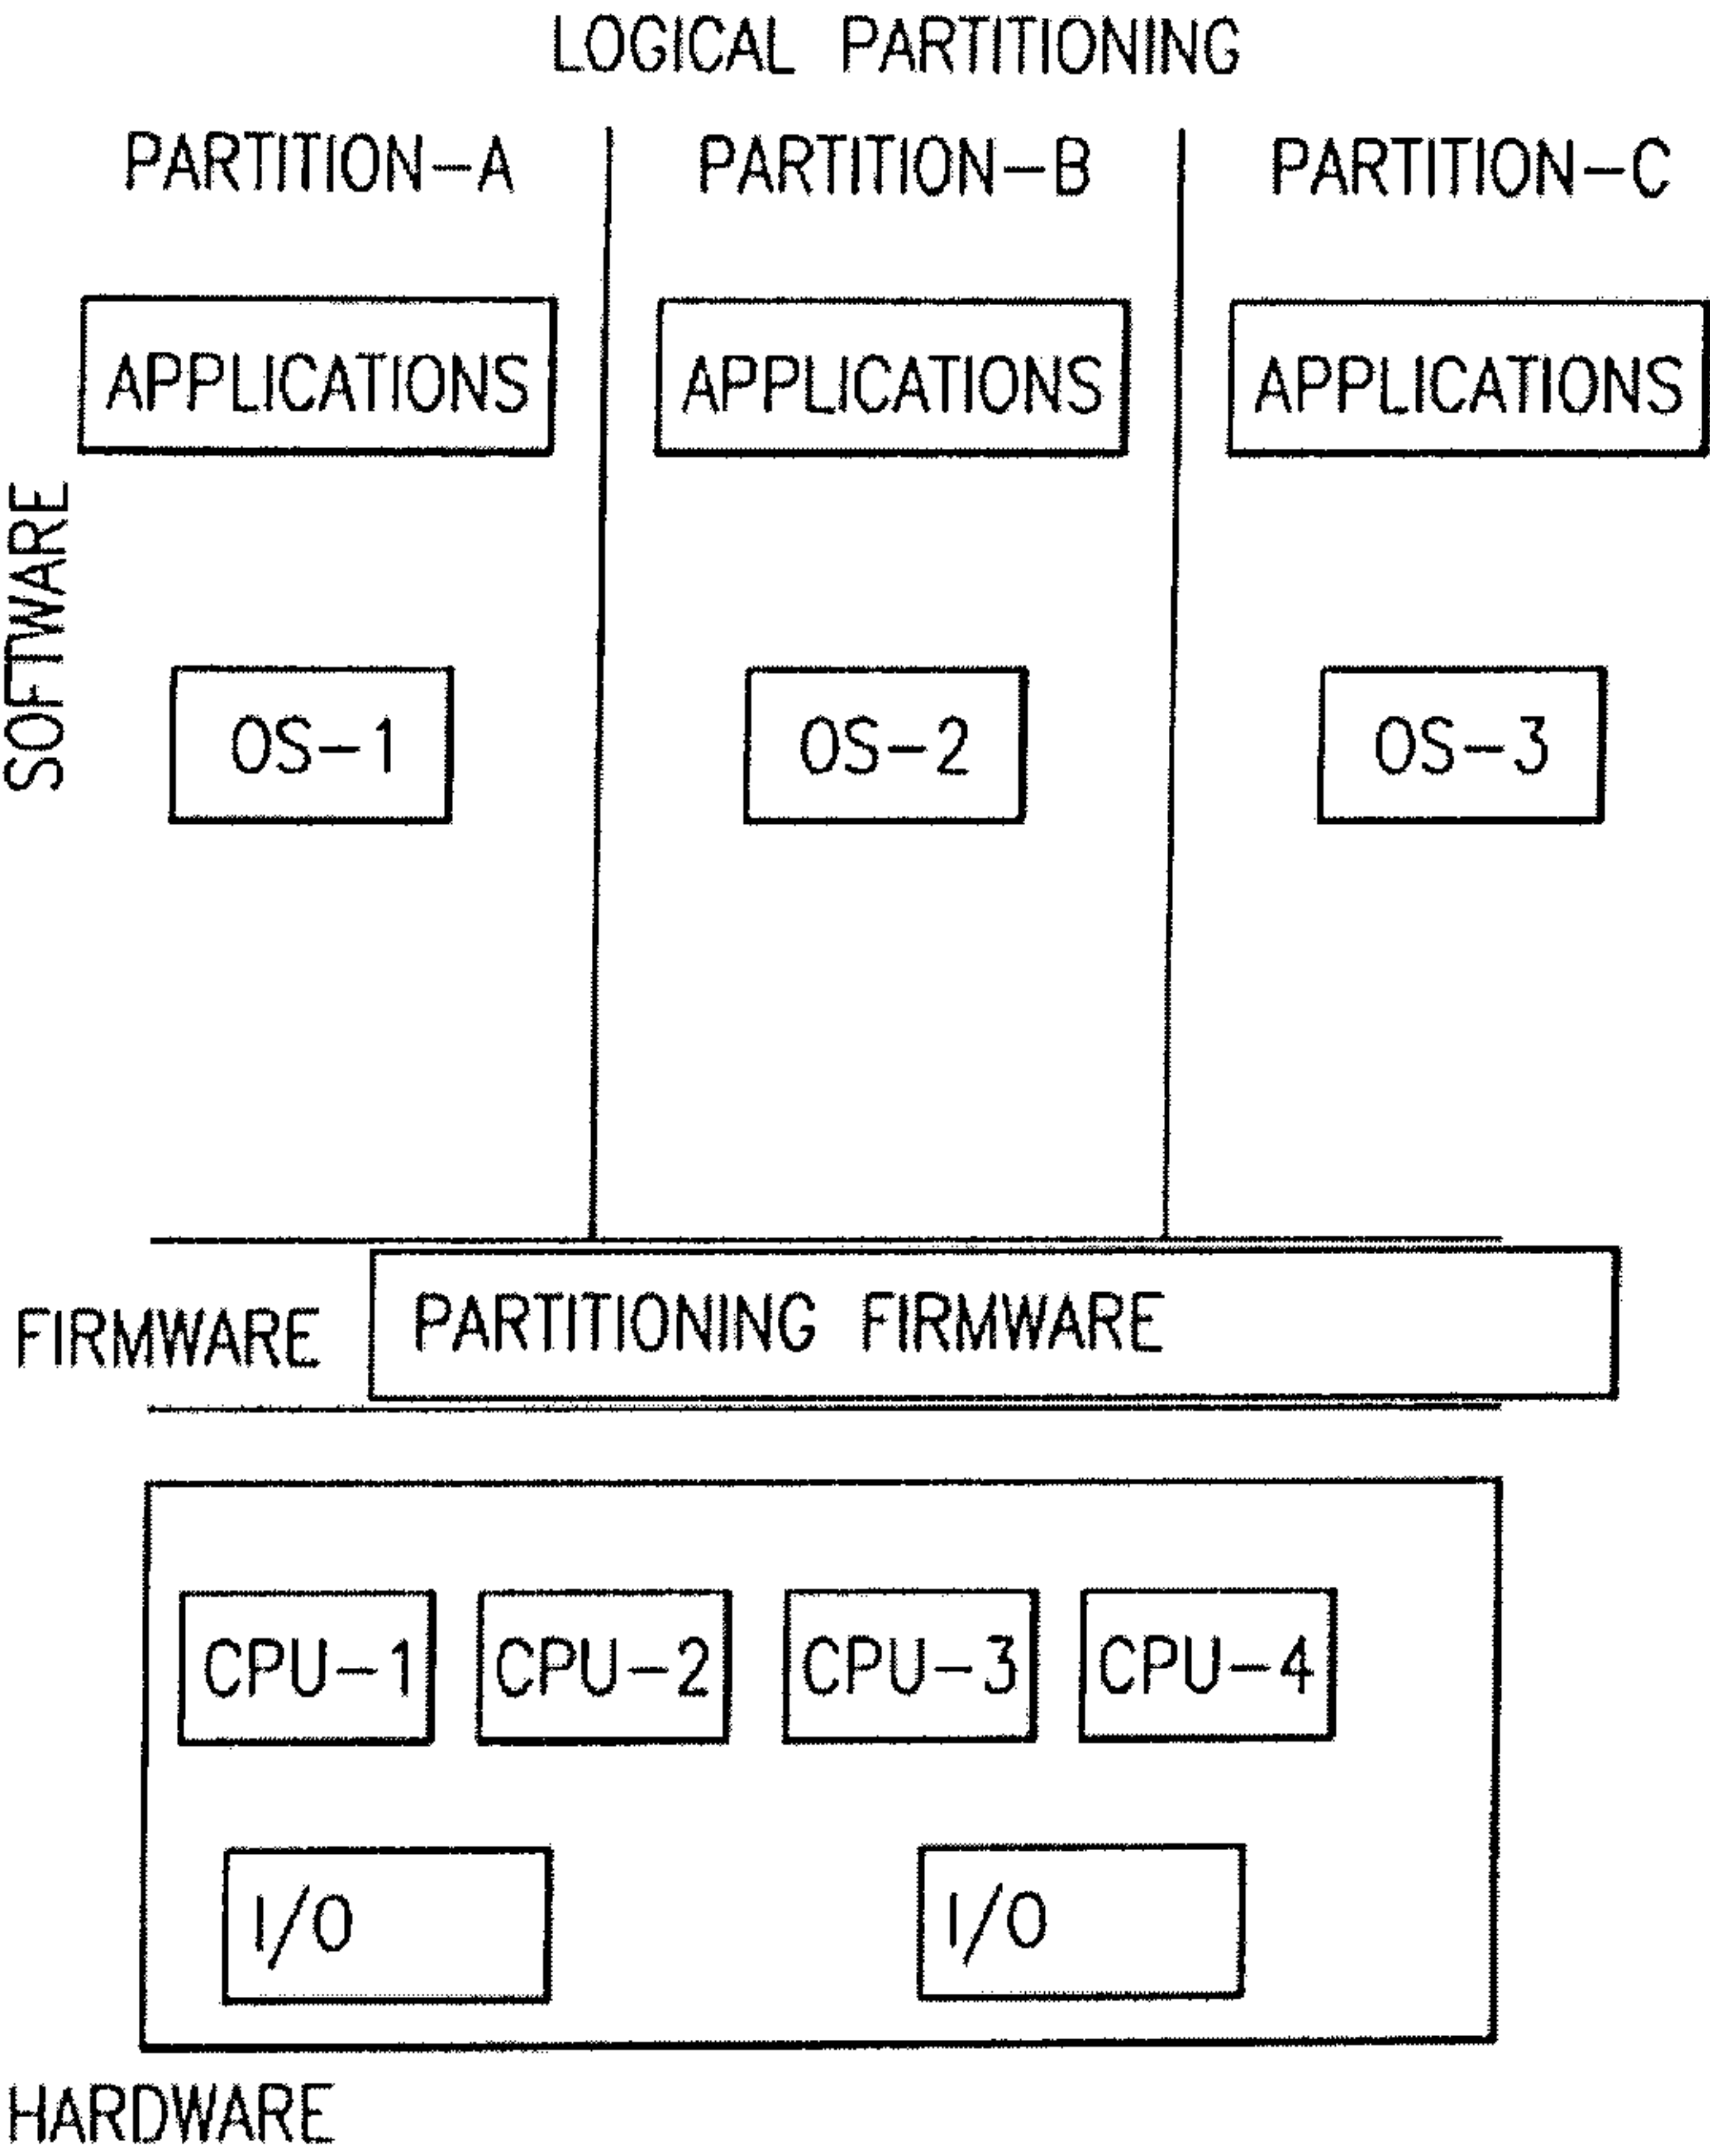 LOGICAL PARTITIONING
PARTITION-A
PARTITION-B
PARTITION-C
APPLICATIONS
APPLICATIONS
APPLICATIONS
SOFTWARE
OS-1
OS-2
OS-3
FIRMWARE
PARTITIONING FIRMWARE
CPU-1
CPU-2
CPU-3
CPU-4
I/O
I/O
HARDWARE